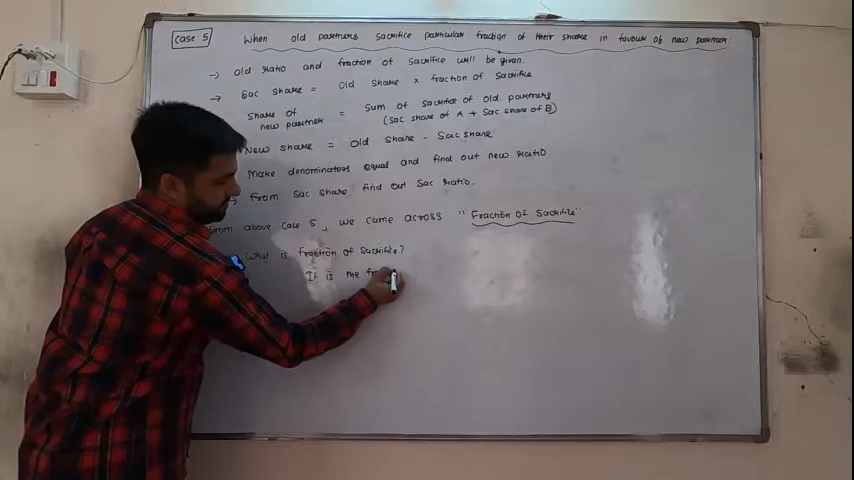 Case: 5 When old partners sacrifice particular fraction of their share in favour of new partner.
→ Old ratio and fraction of sacrifice will be given.
→ Sac share = Old share × fraction of sacrifice
Share of new partner = Sum of sacrifice of old partners
(Sac share of A + Sac share of B)
New share = Old share - Sac share
Make denominators equal and find out new ratio
→ From sac share find out Sac ratio.
From above case 5, we came across "Fraction of Sacrifice"
What is fraction of Sacrifice?
It is the